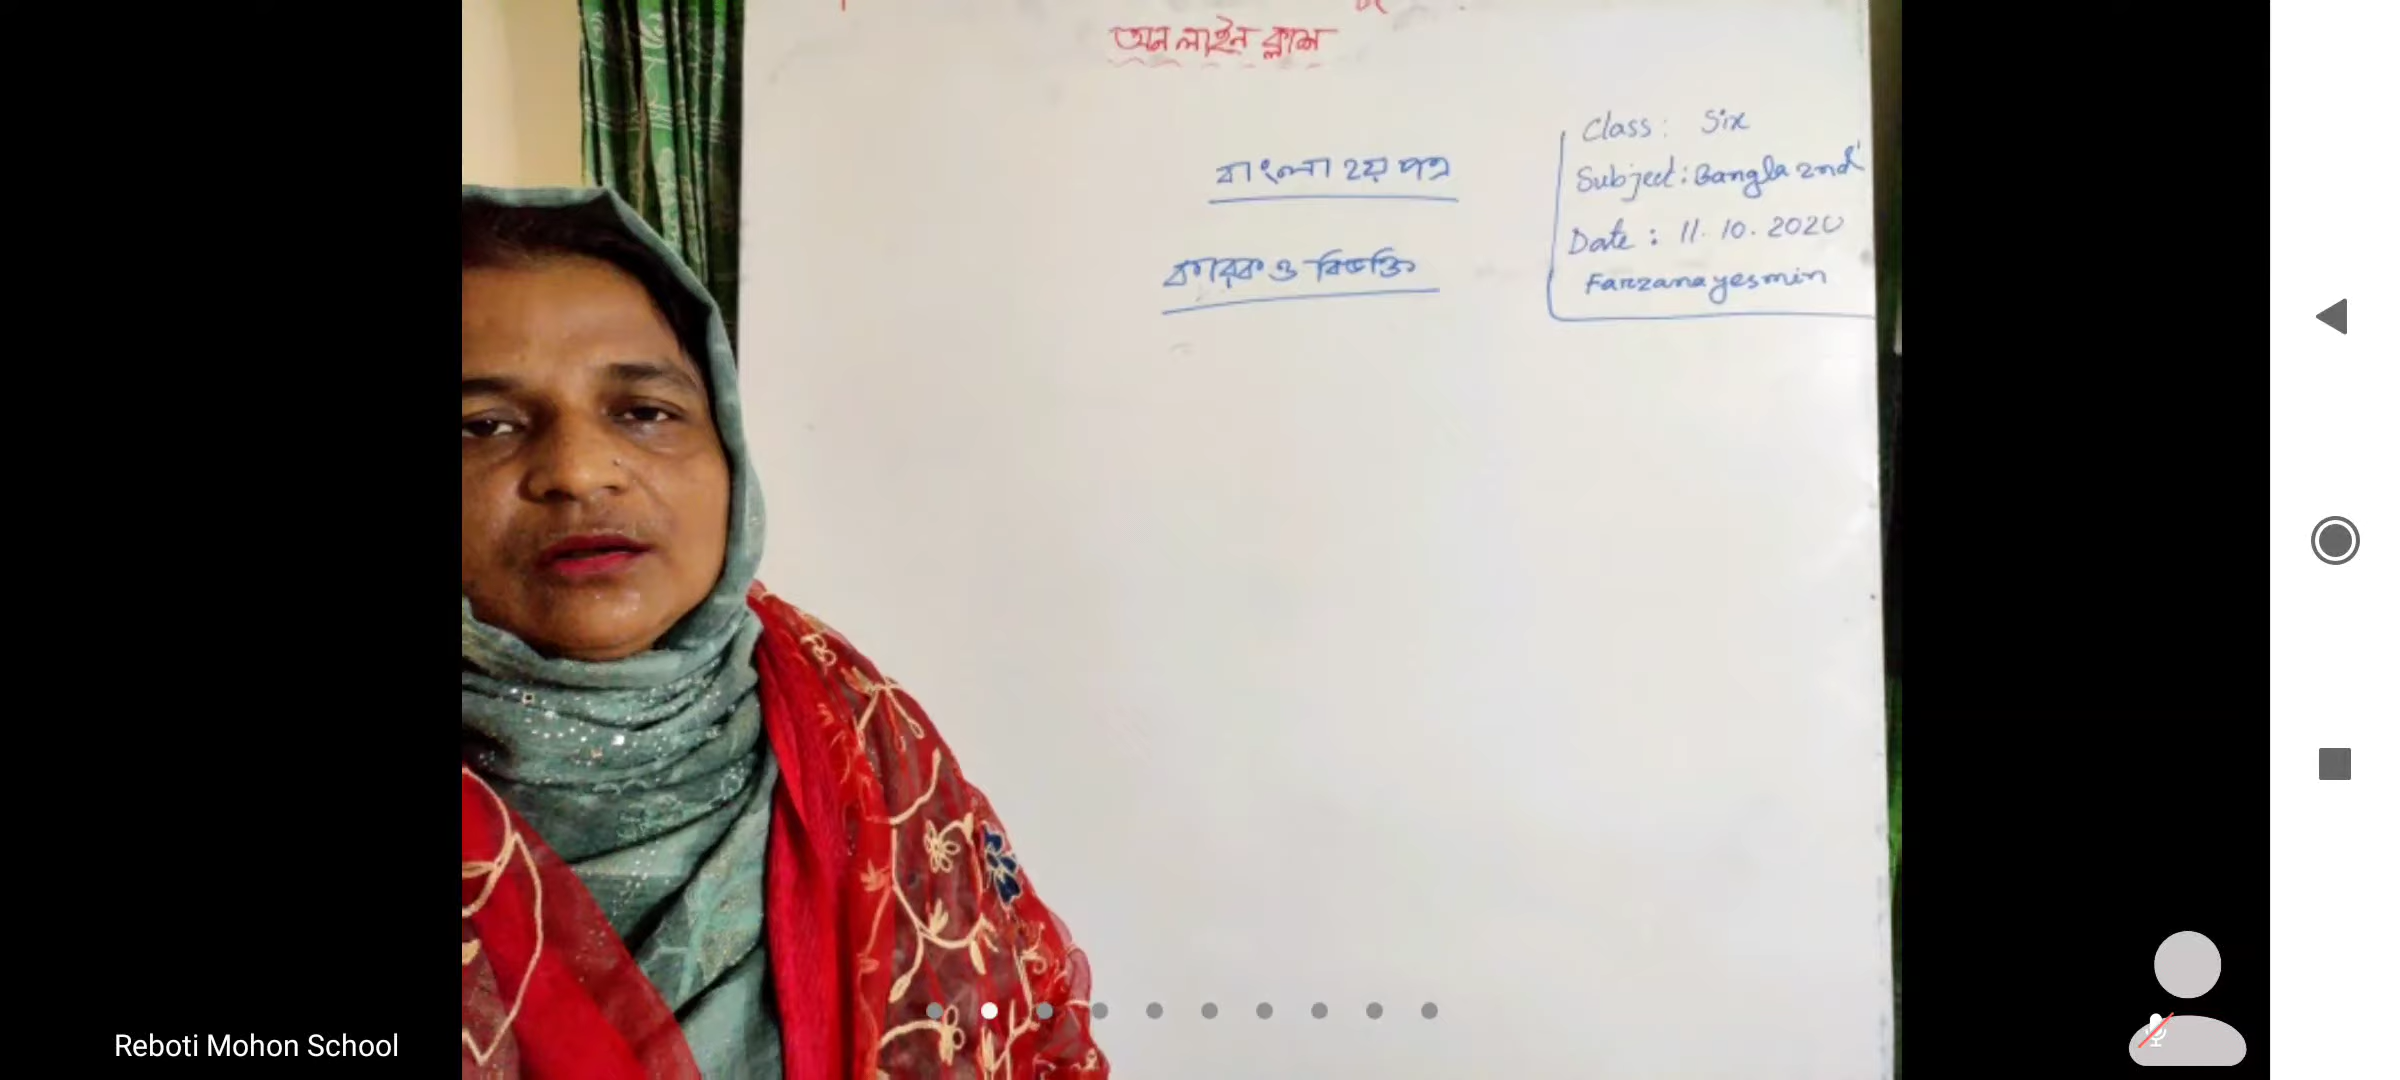 অনলাইন ক্লাশ
বাংলা ২য় পত্র
কারক ও বিভক্তি
Class: Six
Subject: Bangla 2nd
Date: 11.10.2020
Farzana yesmin
Reboti Mohon School